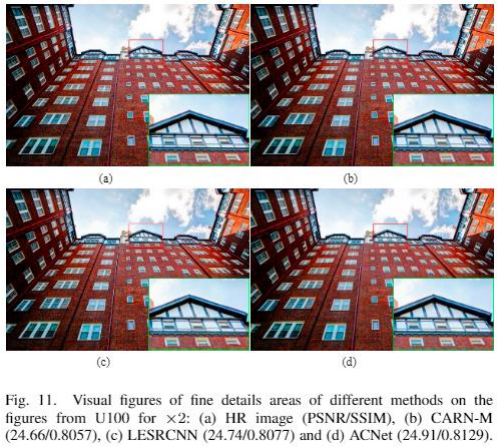 (a)
(b)
(c)
(d)
Fig. 11. Visual figures of fine details areas of different methods on the
figures from U100 for ×2: (a) HR image (PSNR/SSIM), (b) CARN-M
(24.66/0.8057), (c) LESRCNN (24.74/0.8077) and (d) ACNet (24.91/0.8129).